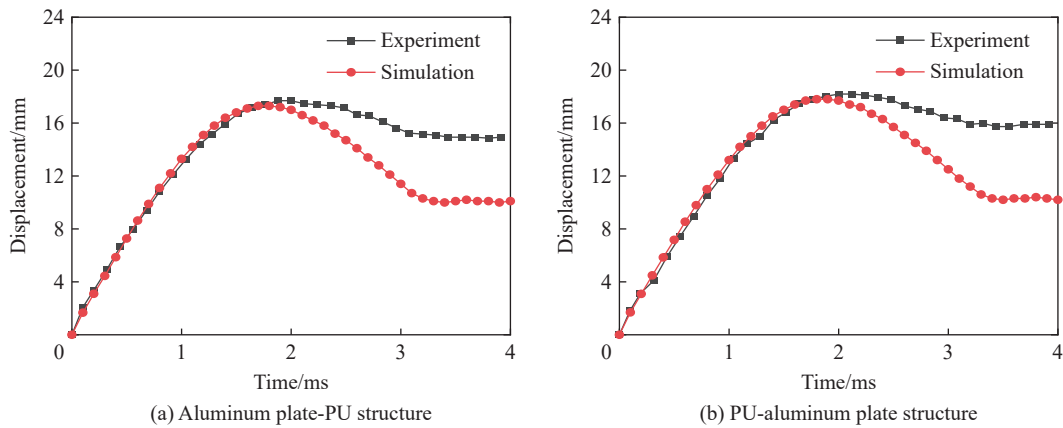 24
20
16
12
8
4
0
1
2
3
4
Displacement/mm
Time/ms
Experiment
Simulation
(a) Aluminum plate-PU structure
24
20
16
12
8
4
0
1
2
3
4
Displacement/mm
Time/ms
Experiment
Simulation
(b) PU-aluminum plate structure